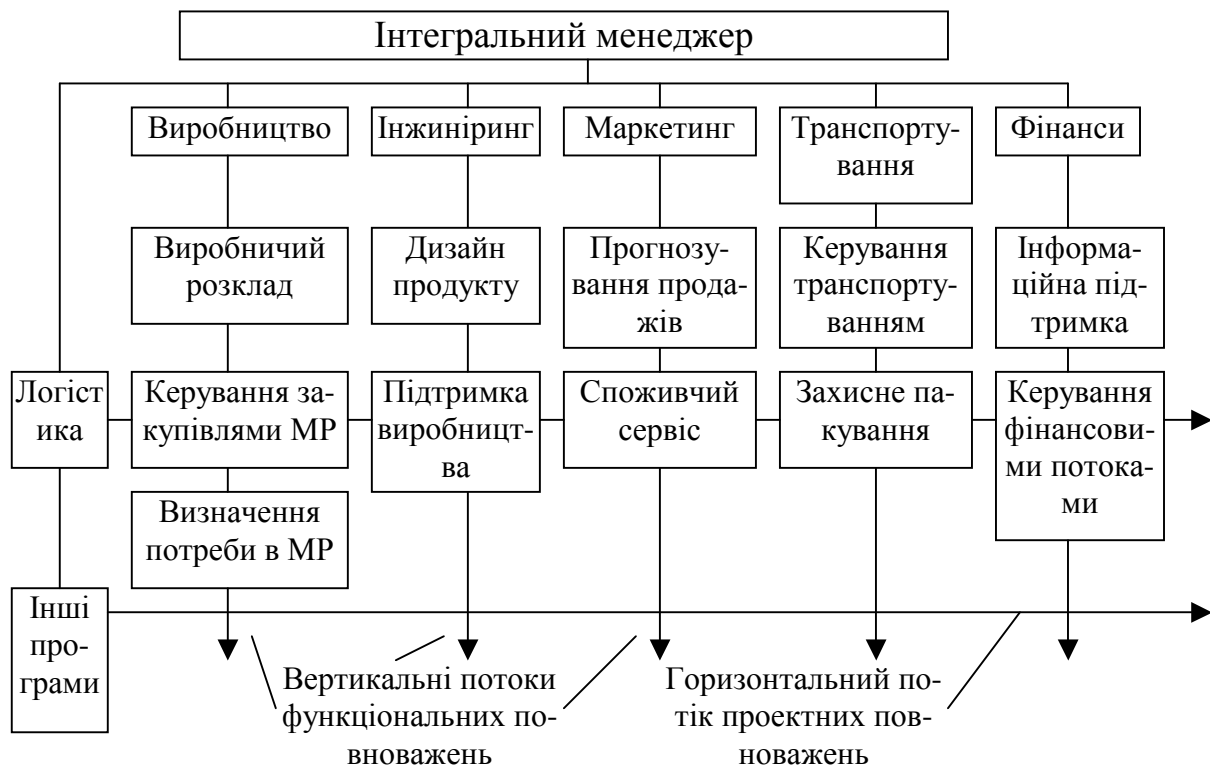 Інтегральний менеджер
Виробництво
Інжиніринг
Маркетинг
Транспорту-
вання
Фінанси
Виробничий
розклад
Дизайн
продукту
Прогнозу-
вання прода-
жів
Керування
транспорту-
ванням
Інформа-
ційна під-
тримка
Логіст
ика
Керування за-
купівлями МР
Підтримка
виробницт-
ва
Споживчий
сервіс
Захисне па-
кування
Керування
фінансови-
ми потока-
ми
Визначення
потреби в МР
Інші
про-
грами
Вертикальні потоки
функціональних по-
вноважень
Горизонтальний по-
тік проектних пов-
новажень